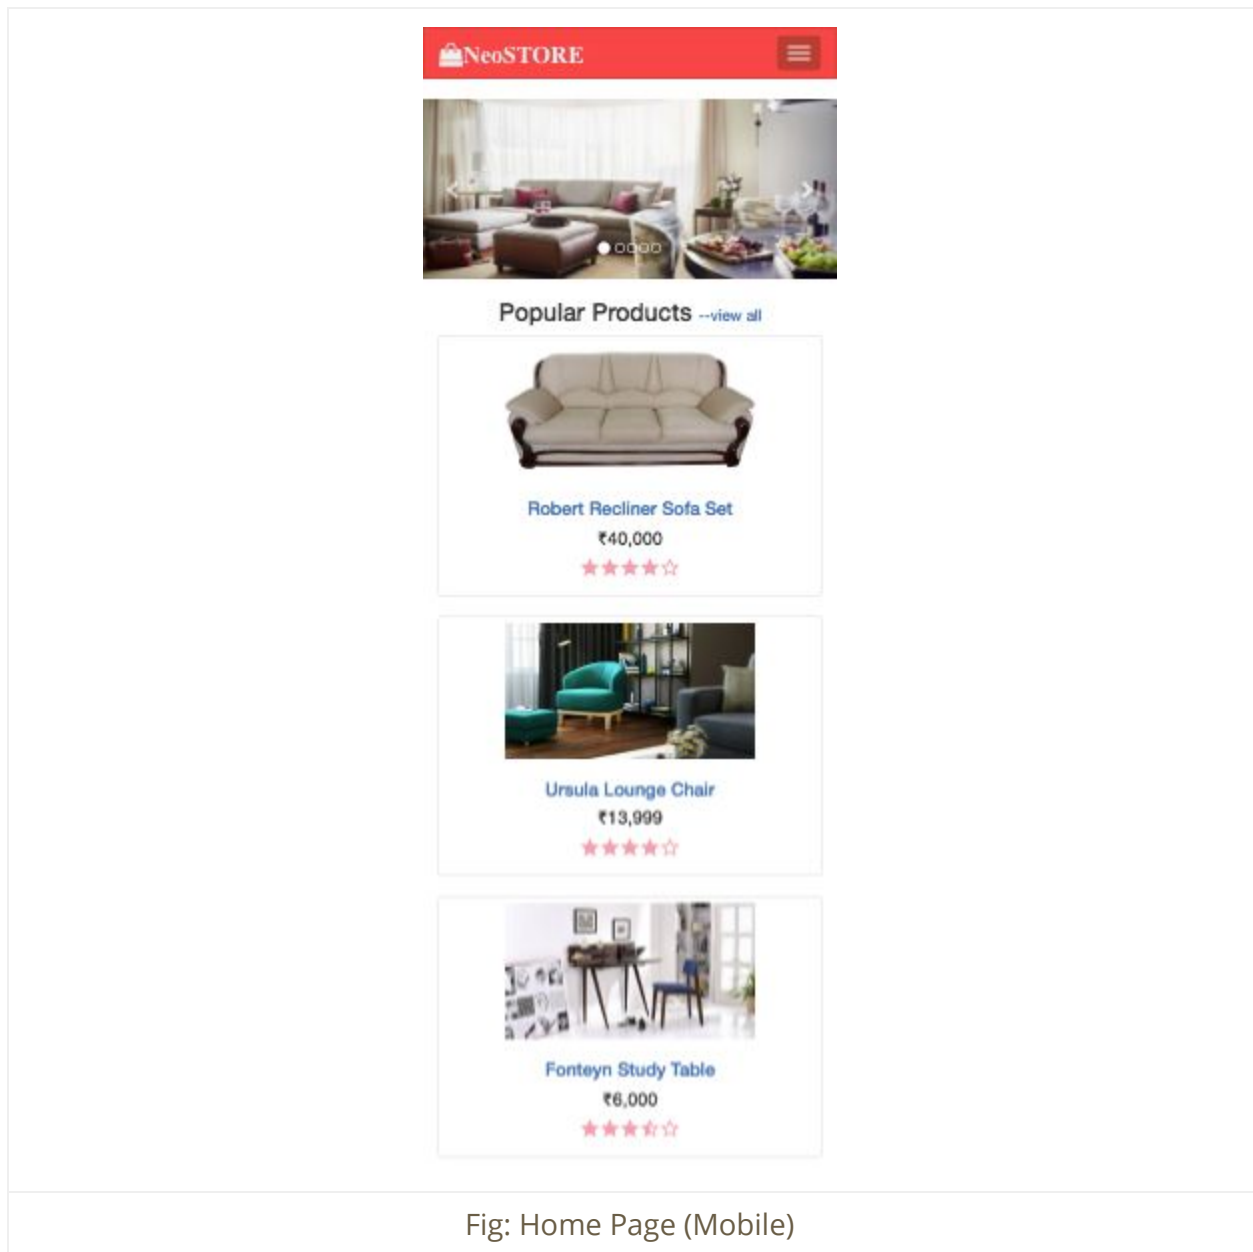 NeoSTORE
Popular Products --view all
Robert Recliner Sofa Set
₹40,000
Ursula Lounge Chair
₹13,999
Fonteyn Study Table
₹6,000
Fig: Home Page (Mobile)